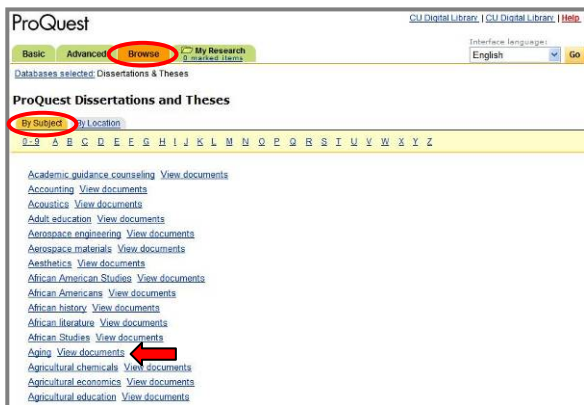 ProQuest
CU Digital Library | CU Digital Library | Help
Interface language:
Basic Advanced Browse My Research
0 marked items
English Go
Databases selected: Dissertations & Theses
ProQuest Dissertations and Theses
By Subject By Location
0-9 A B C D E F G H I J K L M N O P Q R S T U V W X Y Z
Academic guidance counseling View documents
Accounting View documents
Acoustics View documents
Adult education View documents
Aerospace engineering View documents
Aerospace materials View documents
Aesthetics View documents
African American Studies View documents
African Americans View documents
African history View documents
African literature View documents
African Studies View documents
Aging View documents
Agricultural chemicals View documents
Agricultural economics View documents
Agricultural education View documents